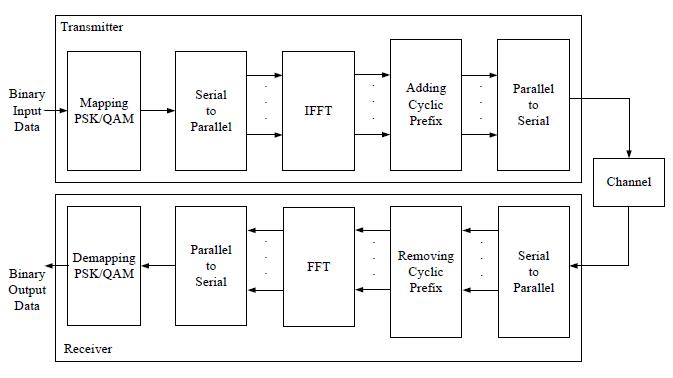 Transmitter
Binary
Input
Data
Mapping
PSK/QAM
Serial
to
Parallel
IFFT
Adding
Cyclic
Prefix
Parallel
to
Serial
Channel
Binary
Output
Data
Demapping
PSK/QAM
Parallel
to
Serial
FFT
Removing
Cyclic
Prefix
Serial
to
Parallel
Receiver